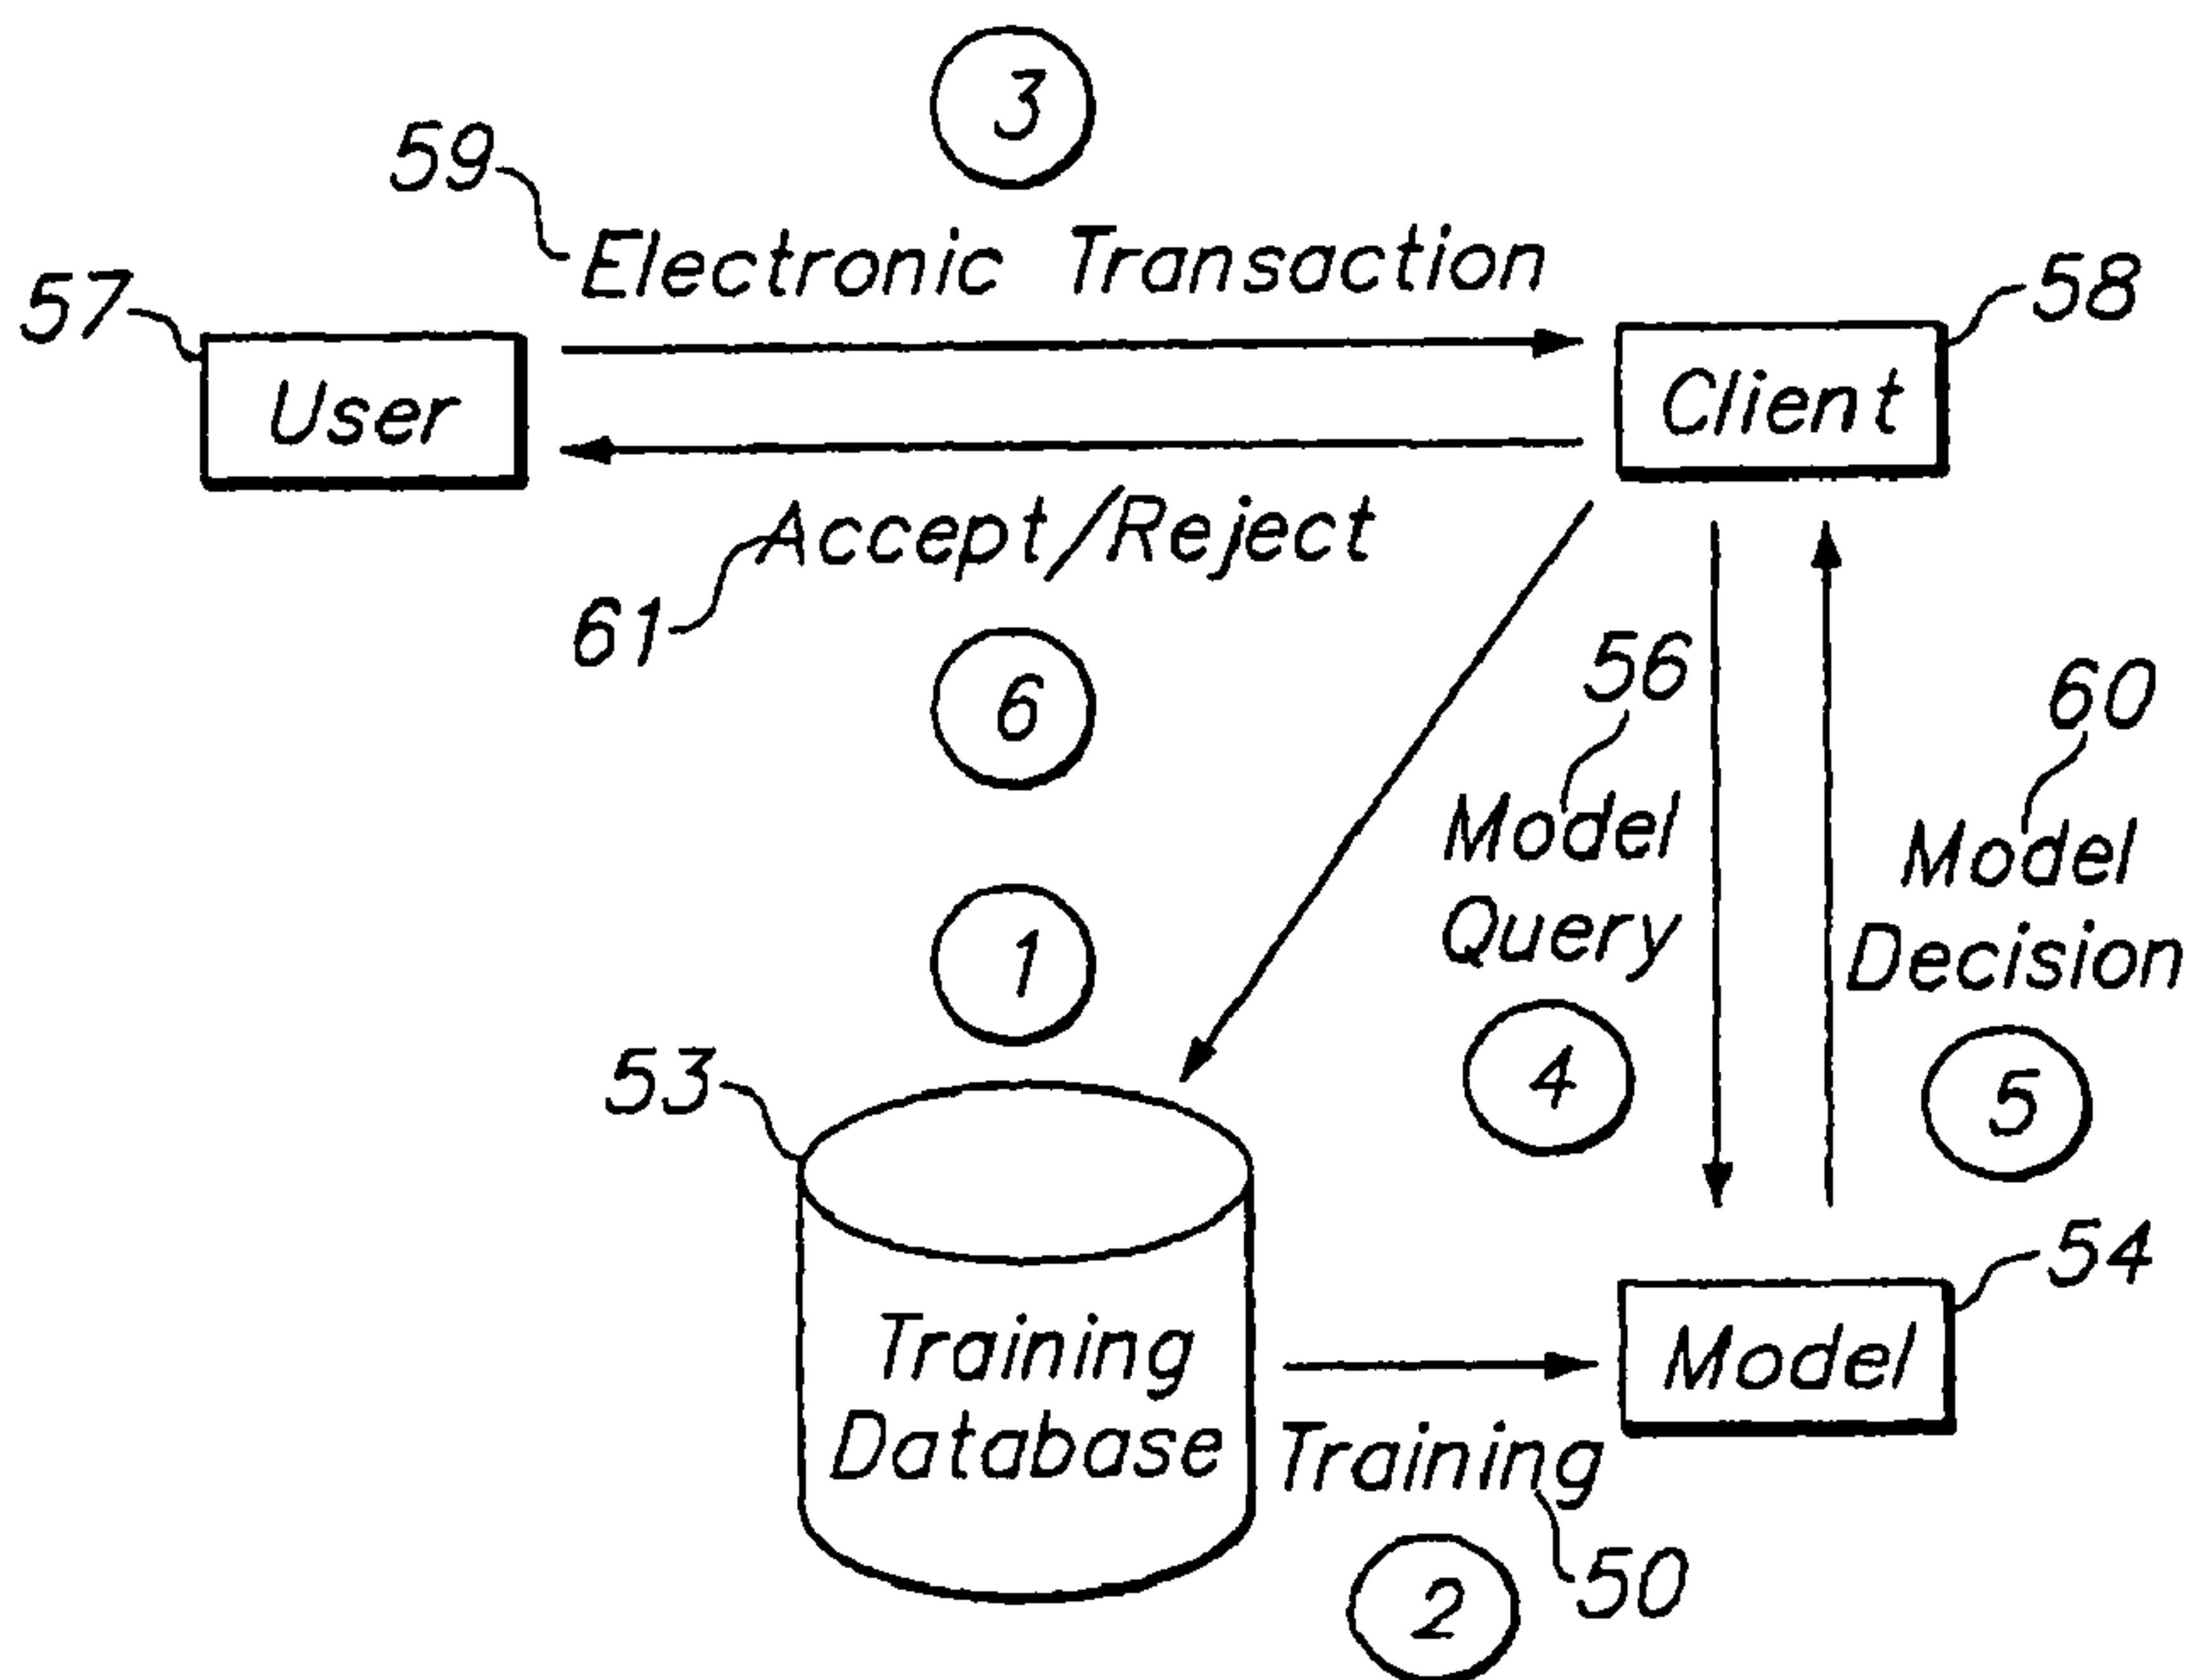 3
59
Electronic Transaction
57
58
User
Client
Accept/Reject
61
56
60
6
Model
Query
Model
Decision
1
4
5
53
54
Training
Database
Model
Training
50
2